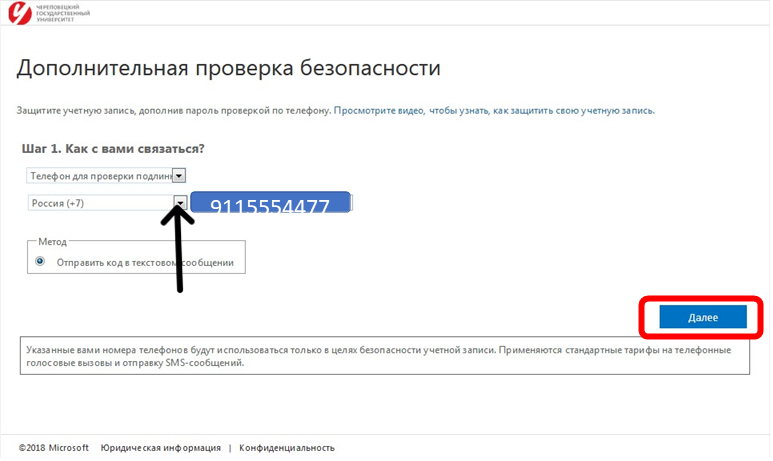 ЧЕРЕПОВЕЦКИЙ
ГОСУДАРСТВЕННЫЙ
УНИВЕРСИТЕТ
Дополнительная проверка безопасности
Защитите учетную запись, дополнив пароль проверкой по телефону. Просмотрите видео, чтобы узнать, как защитить свою учетную запись.
Шаг 1. Как с вами связаться?
Телефон для проверки подлин
Россия (+7) 9115554477
Метод
Отправить код в текстовом сообщении
Далее
Указанные вами номера телефонов будут использоваться только в целях безопасности учетной записи. Применяются стандартные тарифы на телефонные
голосовые вызовы и отправку SMS-сообщений.
©2018 Microsoft Юридическая информация | Конфиденциальность